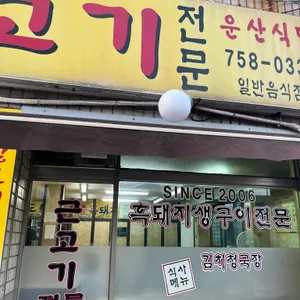 고기
전문
운산식
758-03
일반음식점
SINCE 2006
흑돼지생구이전문
근고기
김치청국장
식사
메뉴